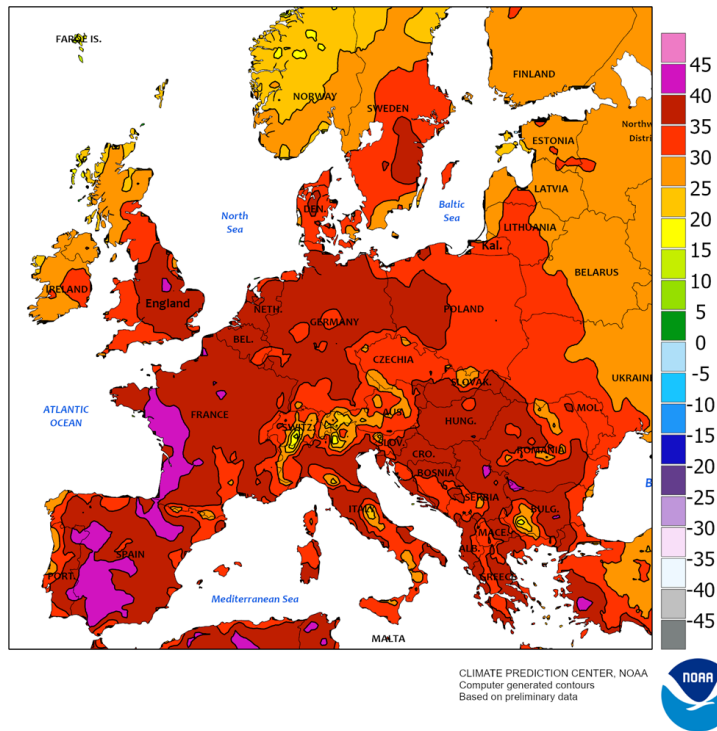 FAROE IS.
NORWAY
SWEDEN
FINLAND
Northw
Distri
ESTONIA
LATVIA
LITHUANIA
Kal.
BELARUS
North
Sea
Baltic
Sea
DEN.
IRELAND
England
NETH.
BEL.
GERMANY
POLAND
CZECHIA
SLOVAK.
UKRAINI
ATLANTIC
OCEAN
FRANCE
SWITZ.
AUS.
HUNG.
MOL.
SLOV.
CRO.
ROMANIA
BOSNIA
SERBIA
B
ITALY
BULG.
MACE.
ALB.
GREECE
PORT.
SPAIN
Mediterranean Sea
MALTA
45
40
35
30
25
20
15
10
5
0
-5
-10
-15
-20
-25
-30
-35
-40
-45
CLIMATE PREDICTION CENTER, NOAA
Computer generated contours
Based on preliminary data
NOAA